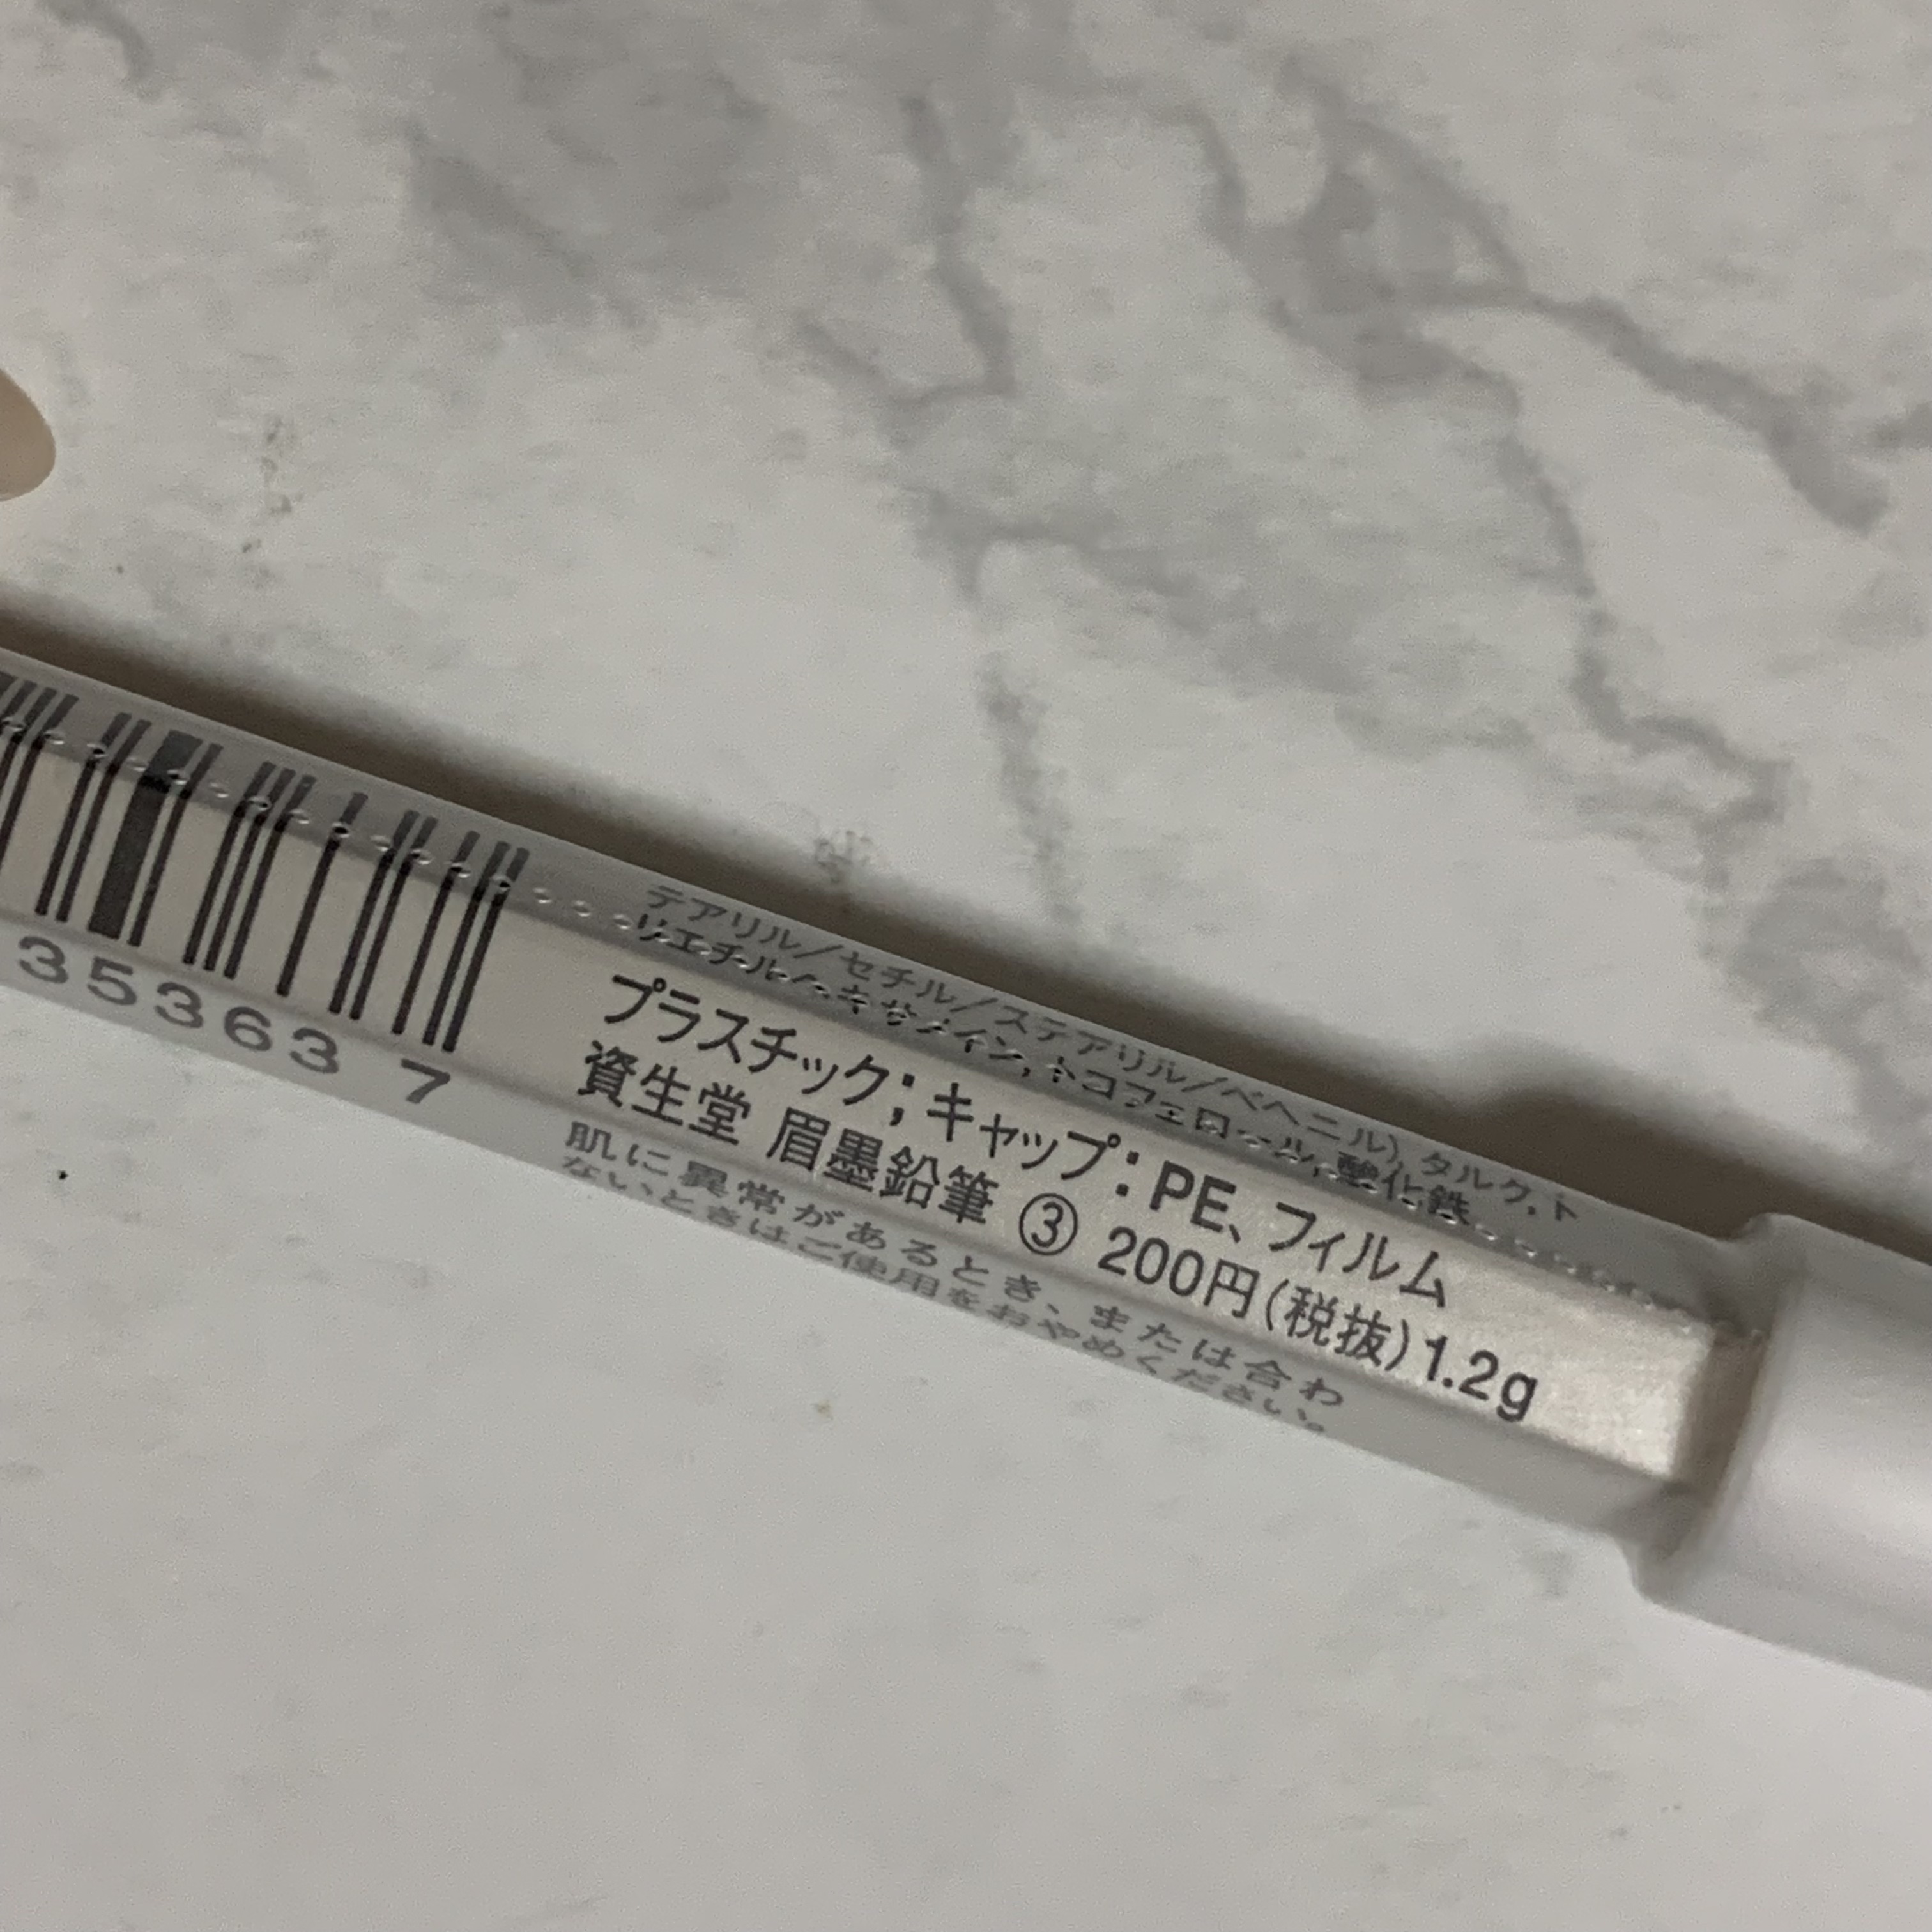 テアリル/セチル/ステアリル/ベヘニル),タルク,ト
リエチルヘキサノイン,トコフェロール,酸化鉄
プラスチック;キャップ:PE、フィルム
資生堂 眉墨鉛筆 ③ 200円(税抜)1.2g
肌に異常があるとき、または合わ
ないときはご使用をおやめください。
35363 7